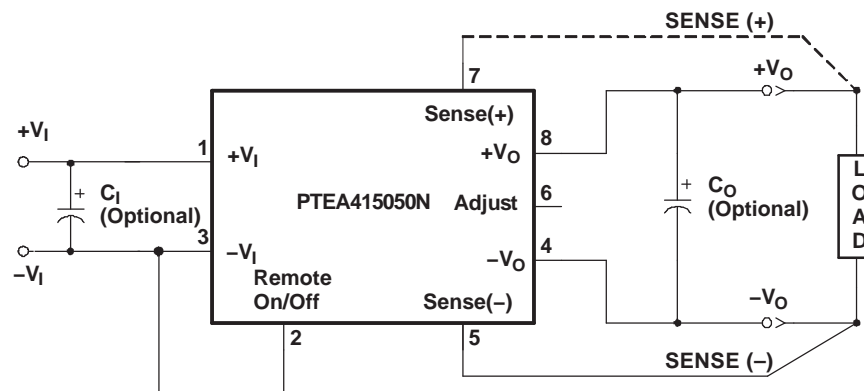 SENSE (+)
7
+VO
Sense(+)
8
+VI
1
+VI
+VO
+
CI
(Optional)
PTEA415050N
Adjust
6
+
CO
(Optional)
LOAD
3
–VI
4
–VO
–VI
Remote
On/Off
Sense(–)
–VO
2
5
SENSE (–)